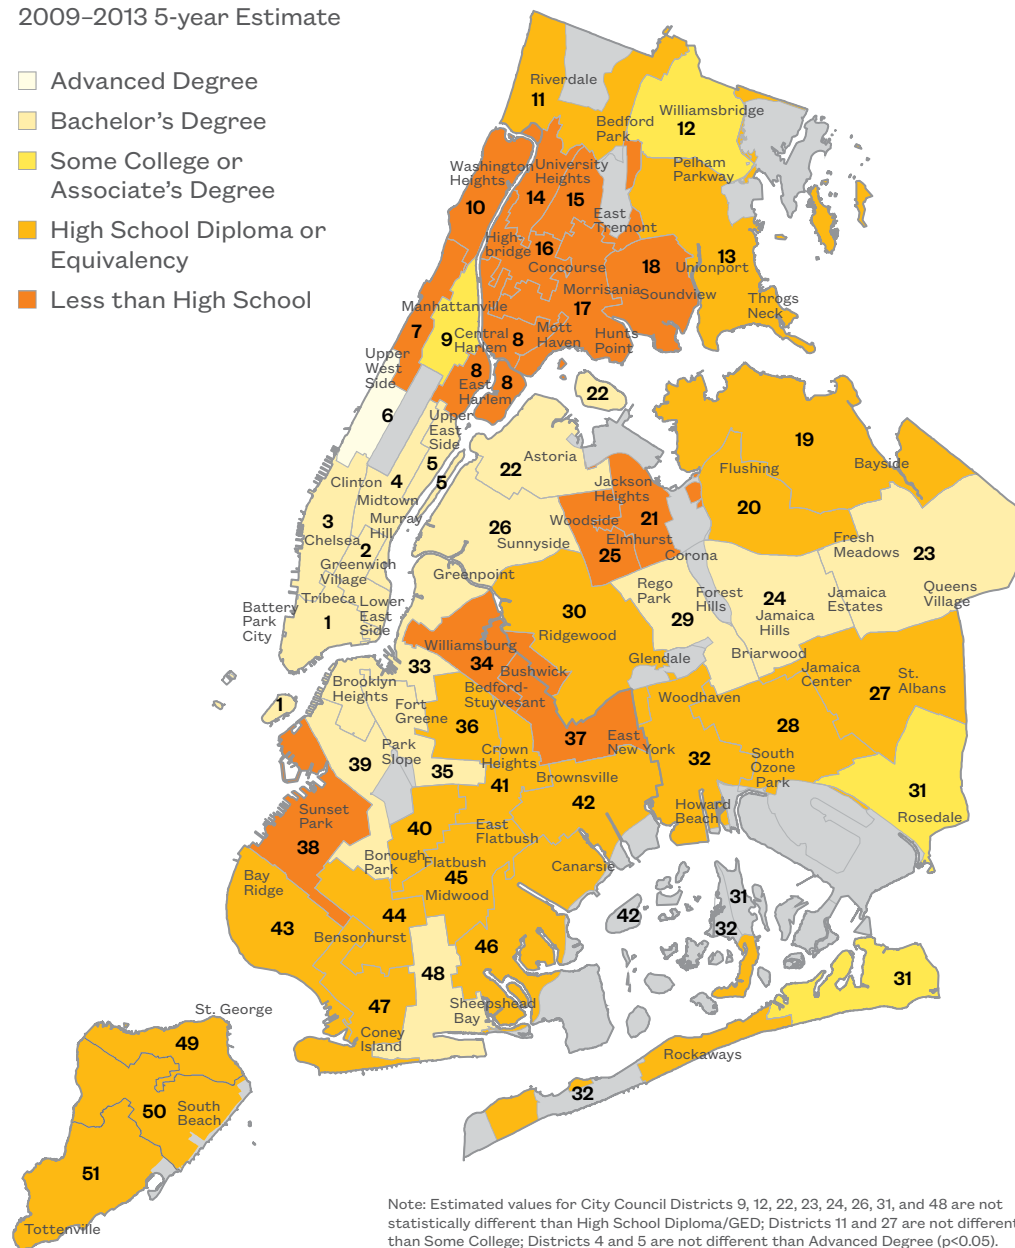 2009–2013 5-year Estimate
Advanced Degree
Bachelor's Degree
Some College or
Associate's Degree
High School Diploma or
Equivalency
Less than High School
Riverdale
11
Williamsbridge
12
Bedford
Park
Pelham
Parkway
Washington
Heights
University
Heights
10
14
15
East
Tremont
High-
bridge
16
Concourse
18
Unionport
13
Morrisania
Soundview
17
Throgs
Neck
Manhattanville
7
9
Central
Harlem
8
Mott
Haven
Hunts
Point
Upper
West
Side
8
East
Harlem
8
22
6
Upper
East
Side
5
5
Clinton
4
Midtown
22
Astoria
19
Flushing
Bayside
Jackson
Heights
20
3
Chelsea
Murray
Hill
2
Greenwich
Village
26
Sunnyside
Woodside
21
Elmhurst
25
Corona
Fresh
Meadows
23
Greenpoint
Battery
Park
City
Tribeca
1
Lower
East
Side
30
Ridgewood
Rego
Park
29
Forest
Hills
24
Jamaica
Hills
Jamaica
Estates
Queens
Village
Williamsburg
34
33
Bushwick
Glendale
Briarwood
Jamaica
Center
27
St.
Albans
Brooklyn
Heights
1
Bedford-
Stuyvesant
Fort
Greene
36
Woodhaven
28
37
East
New York
Park
Slope
39
35
Crown
Heights
41
Brownsville
42
32
South
Ozone
Park
31
Rosedale
Sunset
Park
38
40
East
Flatbush
Howard
Beach
Borough
Park
Flatbush
45
Midwood
Canarsie
Bay
Ridge
43
44
Bensonhurst
42
31
32
46
48
31
47
Sheepshead
Bay
Coney
Island
Rockaways
32
St. George
49
50
South
Beach
51
Tottenville
Note: Estimated values for City Council Districts 9, 12, 22, 23, 24, 26, 31, and 48 are not
statistically different than High School Diploma/GED; Districts 11 and 27 are not different
than Some College; Districts 4 and 5 are not different than Advanced Degree (p<0.05).